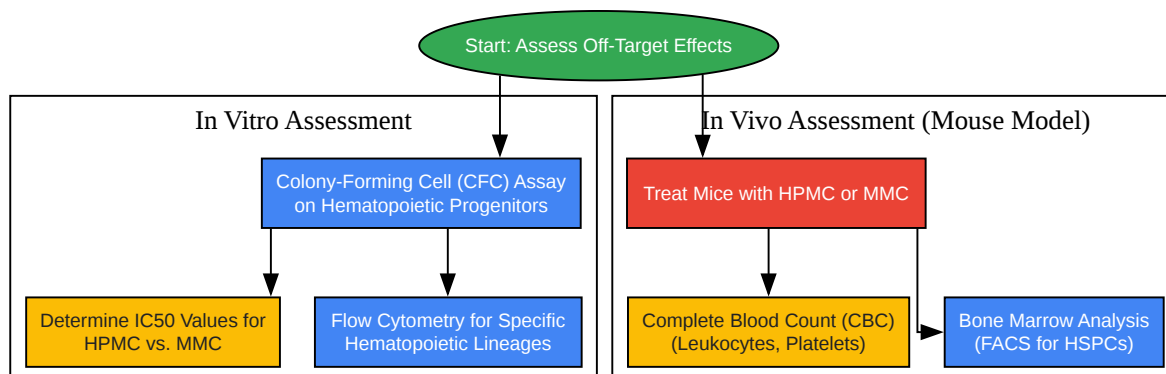 Start: Assess Off-Target Effects
In Vitro Assessment
In Vivo Assessment (Mouse Model)
Colony-Forming Cell (CFC) Assay
on Hematopoietic Progenitors
Treat Mice with HPMC or MMC
Determine IC50 Values for
HPMC vs. MMC
Flow Cytometry for Specific
Hematopoietic Lineages
Complete Blood Count (CBC)
(Leukocytes, Platelets)
Bone Marrow Analysis
(FACS for HSPCs)